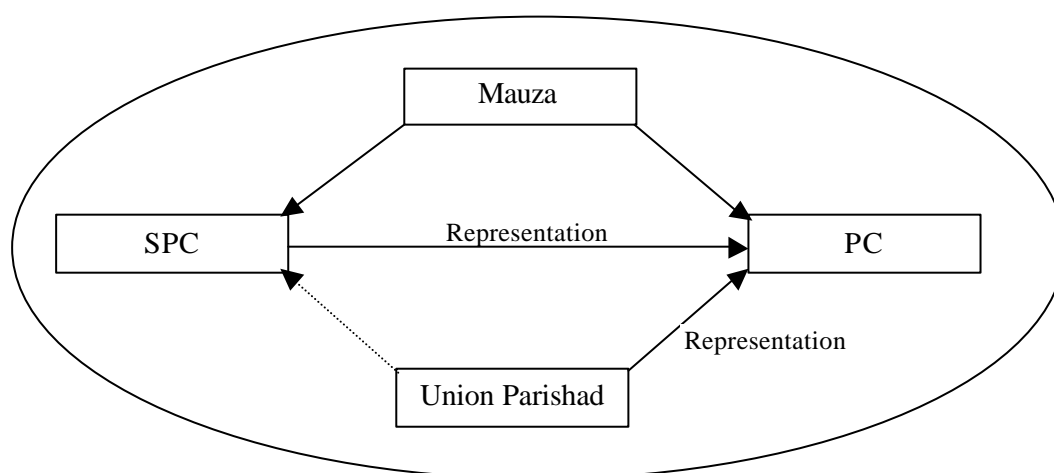 Mauza
SPC
Representation
PC
Representation
Union Parishad